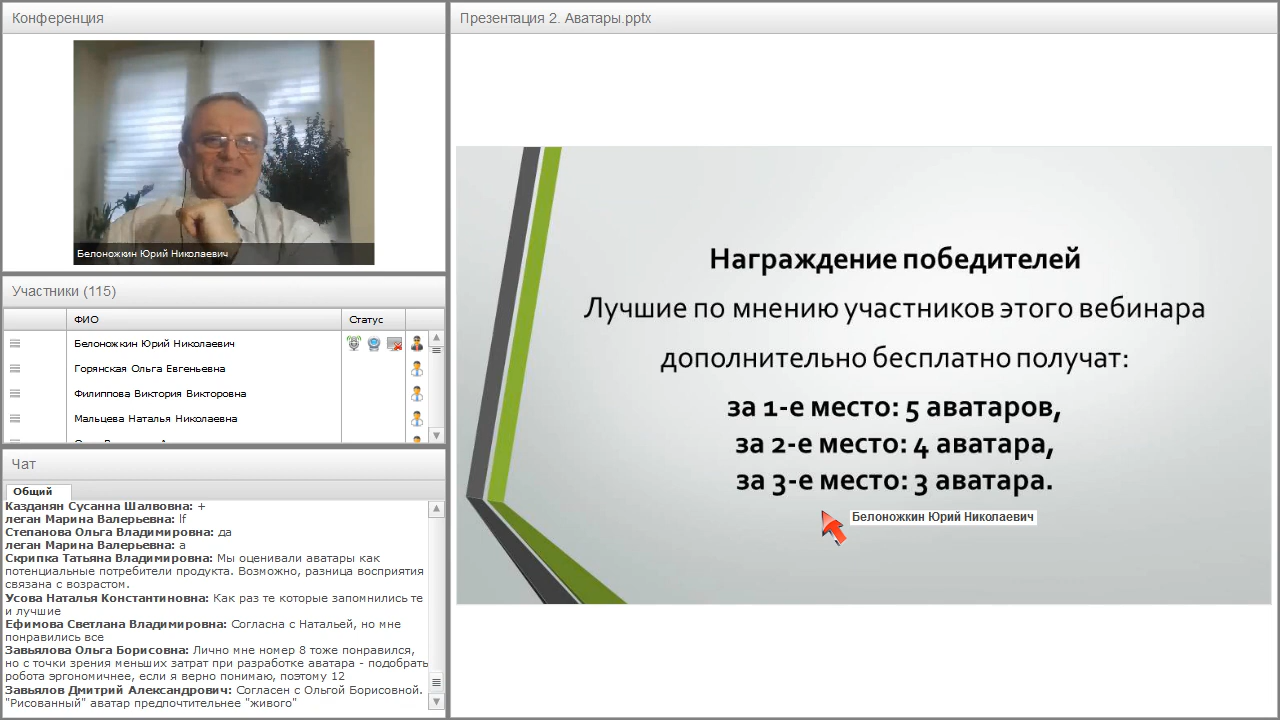 Конференция
Белоножкин Юрий Николаевич
Участники (115)
ФИО
Статус
Белоножкин Юрий Николаевич
Горянская Ольга Евгеньевна
Филиппова Виктория Викторовна
Мальцева Наталья Николаевна
Чат
Общий
Казданян Сусанна Шалвовна: +
леган Марина Валерьевна: lf
Степанова Ольга Владимировна: да
леган Марина Валерьевна: а
Скрипка Татьяна Владимировна: Мы оценивали аватары как
потенциальные потребители продукта. Возможно, разница восприятия
связана с возрастом.
Усова Наталья Константиновна: Как раз те которые запомнились те
и лучшие
Ефимова Светлана Владимировна: Согласна с Натальей, но мне
понравились все
Завьялова Ольга Борисовна: Лично мне номер 8 тоже понравился,
но с точки зрения меньших затрат при разработке аватара - подобрать
робота эргономичнее, если я верно понимаю, поэтому 12
Завьялов Дмитрий Александрович: Согласен с Ольгой Борисовной.
"Рисованный" аватар предпочтительнее "живого"
Презентация 2. Аватары.pptx
Награждение победителей
Лучшие по мнению участников этого вебинара
дополнительно бесплатно получат:
за 1-е место: 5 аватаров,
за 2-е место: 4 аватара,
за 3-е место: 3 аватара.
Белоножкин Юрий Николаевич